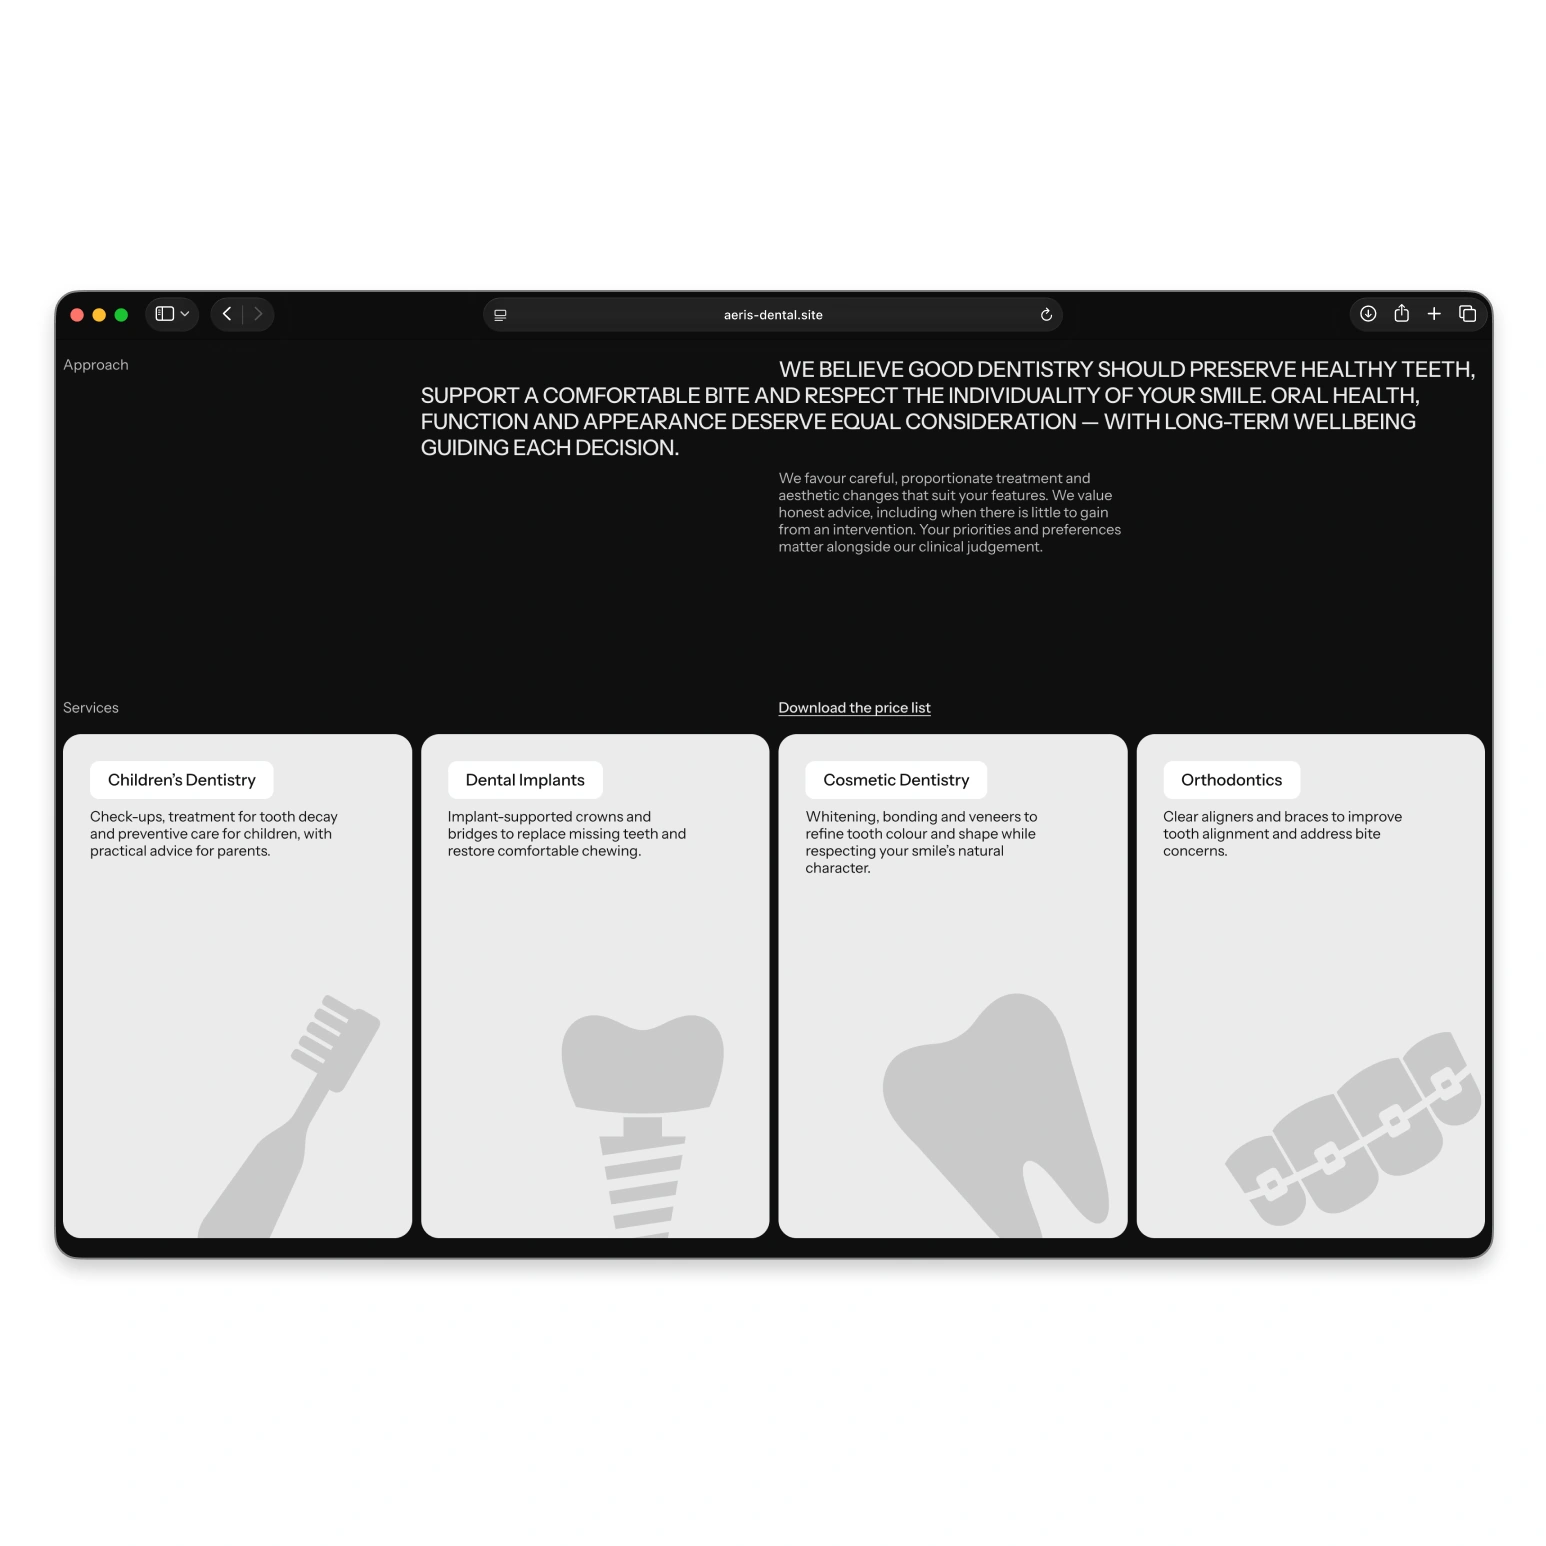 aeris-dental.site
Approach
WE BELIEVE GOOD DENTISTRY SHOULD PRESERVE HEALTHY TEETH,
SUPPORT A COMFORTABLE BITE AND RESPECT THE INDIVIDUALITY OF YOUR SMILE. ORAL HEALTH,
FUNCTION AND APPEARANCE DESERVE EQUAL CONSIDERATION — WITH LONG-TERM WELLBEING
GUIDING EACH DECISION.
We favour careful, proportionate treatment and
aesthetic changes that suit your features. We value
honest advice, including when there is little to gain
from an intervention. Your priorities and preferences
matter alongside our clinical judgement.
Services
Download the price list
Children’s Dentistry
Check-ups, treatment for tooth decay
and preventive care for children, with
practical advice for parents.
Dental Implants
Implant-supported crowns and
bridges to replace missing teeth and
restore comfortable chewing.
Cosmetic Dentistry
Whitening, bonding and veneers to
refine tooth colour and shape while
respecting your smile’s natural
character.
Orthodontics
Clear aligners and braces to improve
tooth alignment and address bite
concerns.